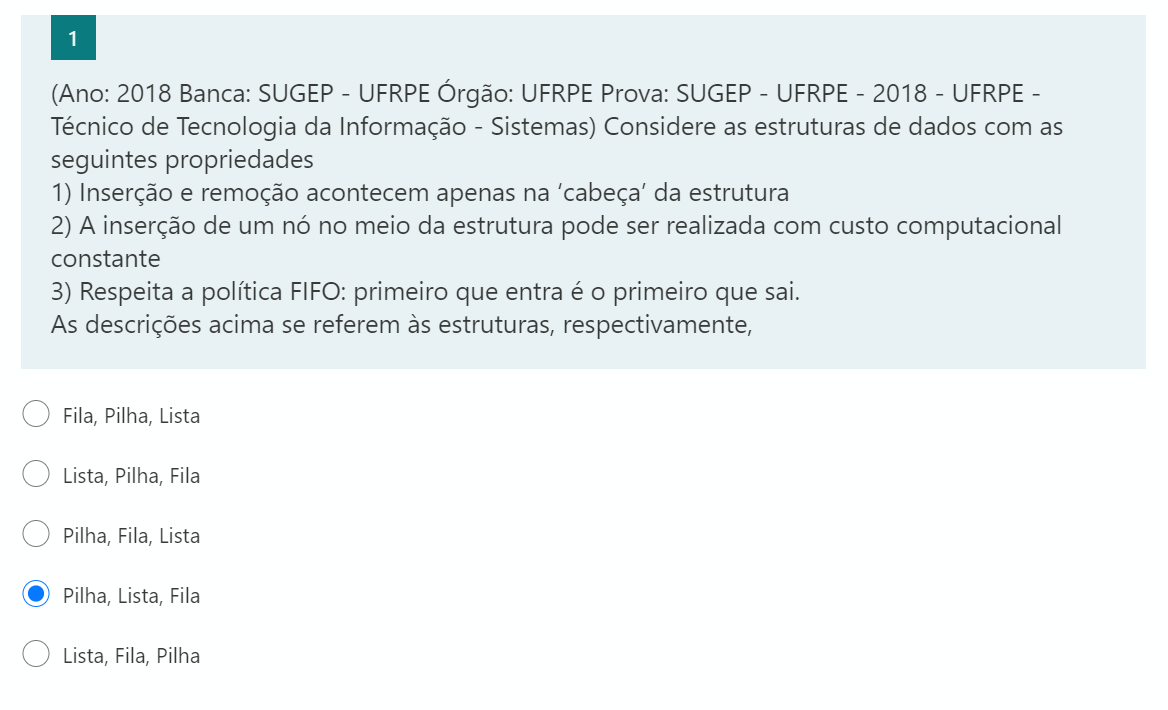 1
(Ano: 2018 Banca: SUGEP - UFRPE Órgão: UFRPE Prova: SUGEP - UFRPE - 2018 - UFRPE -
Técnico de Tecnologia da Informação - Sistemas) Considere as estruturas de dados com as
seguintes propriedades
1) Inserção e remoção acontecem apenas na ‘cabeça’ da estrutura
2) A inserção de um nó no meio da estrutura pode ser realizada com custo computacional
constante
3) Respeita a política FIFO: primeiro que entra é o primeiro que sai.
As descrições acima se referem às estruturas, respectivamente,
Fila, Pilha, Lista
Lista, Pilha, Fila
Pilha, Fila, Lista
Pilha, Lista, Fila
Lista, Fila, Pilha